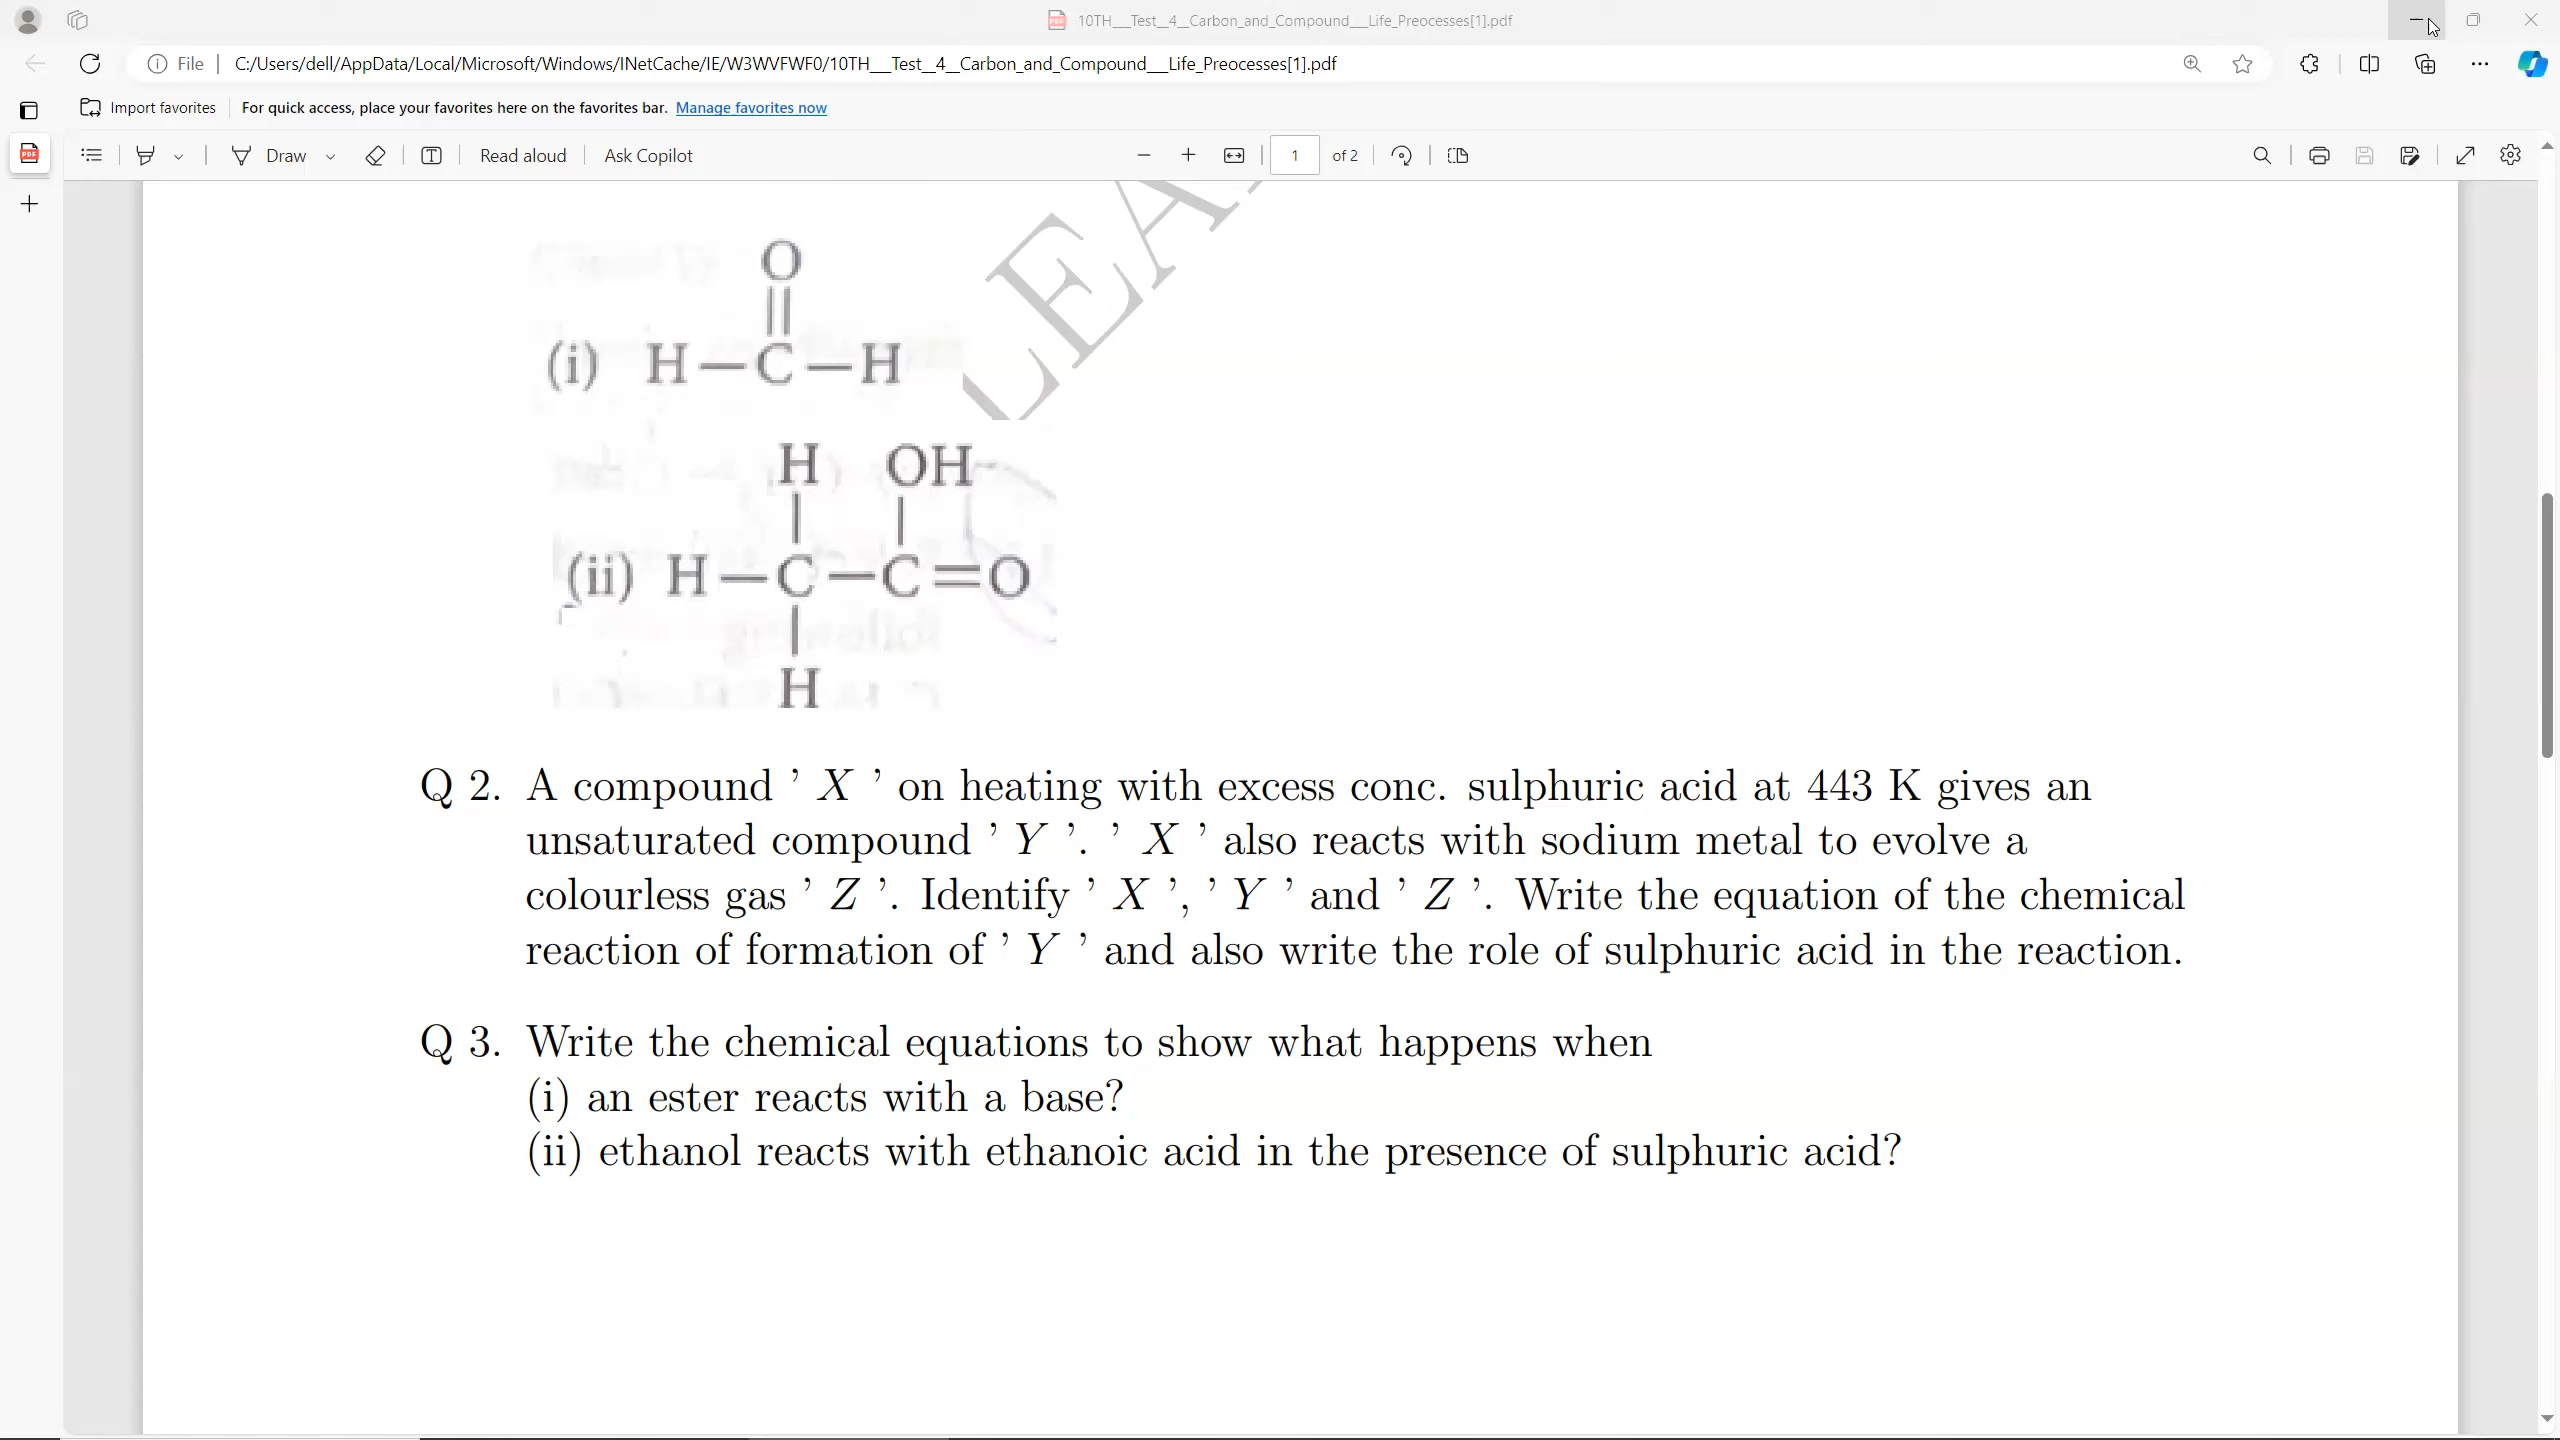 10TH__Test_4_Carbon_and_Compound__Life_Preocesses[1].pdf
File
C:/Users/dell/AppData/Local/Microsoft/Windows/INetCache/IE/W3WVFWF0/10TH__Test_4_Carbon_and_Compound__Life_Preocesses[1].pdf
Import favorites
For quick access, place your favorites here on the favorites bar. Manage favorites now
Draw
Read aloud
Ask Copilot
1 of 2
LEA
O
(i) H—C—H
H OH
(ii) H—C—C=O
H
Q 2. A compound ' X ' on heating with excess conc. sulphuric acid at 443 K gives an
unsaturated compound ' Y '. ' X ' also reacts with sodium metal to evolve a
colourless gas ' Z '. Identify ' X ', ' Y ' and ' Z '. Write the equation of the chemical
reaction of formation of ' Y ' and also write the role of sulphuric acid in the reaction.
Q 3. Write the chemical equations to show what happens when
(i) an ester reacts with a base?
(ii) ethanol reacts with ethanoic acid in the presence of sulphuric acid?